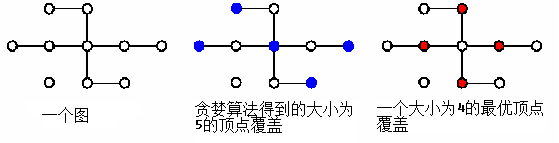 一个图
贪婪算法得到的大小为
5的顶点覆盖
一个大小为4的最优顶点
覆盖